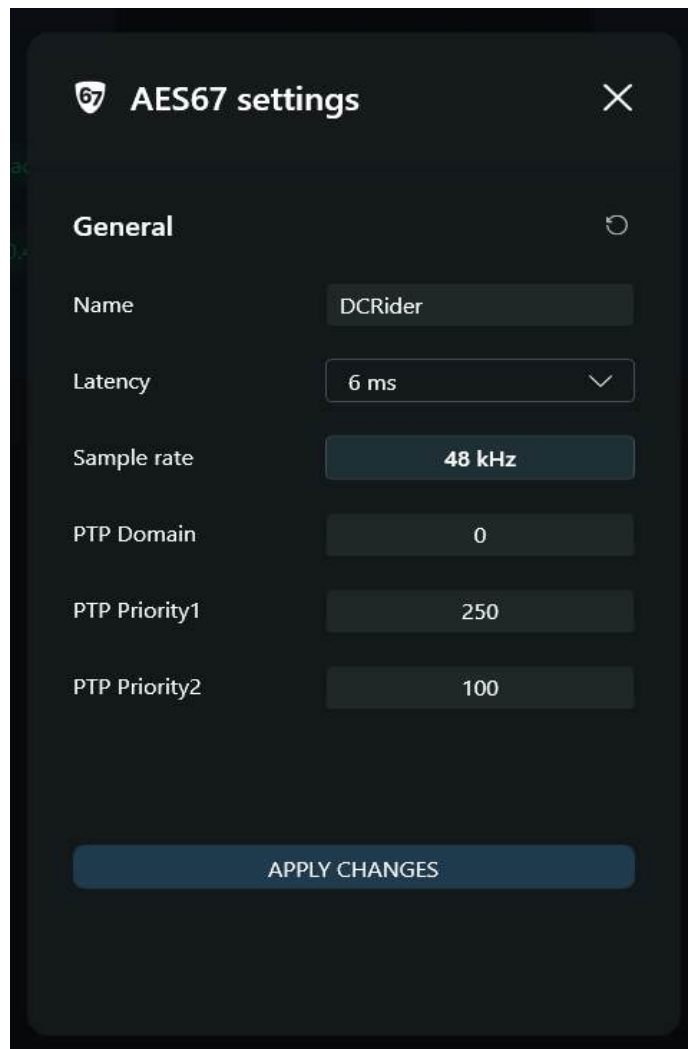 67 AES67 settings
General
Name DCRider
Latency 6 ms
Sample rate 48 kHz
PTP Domain 0
PTP Priority1 250
PTP Priority2 100
APPLY CHANGES